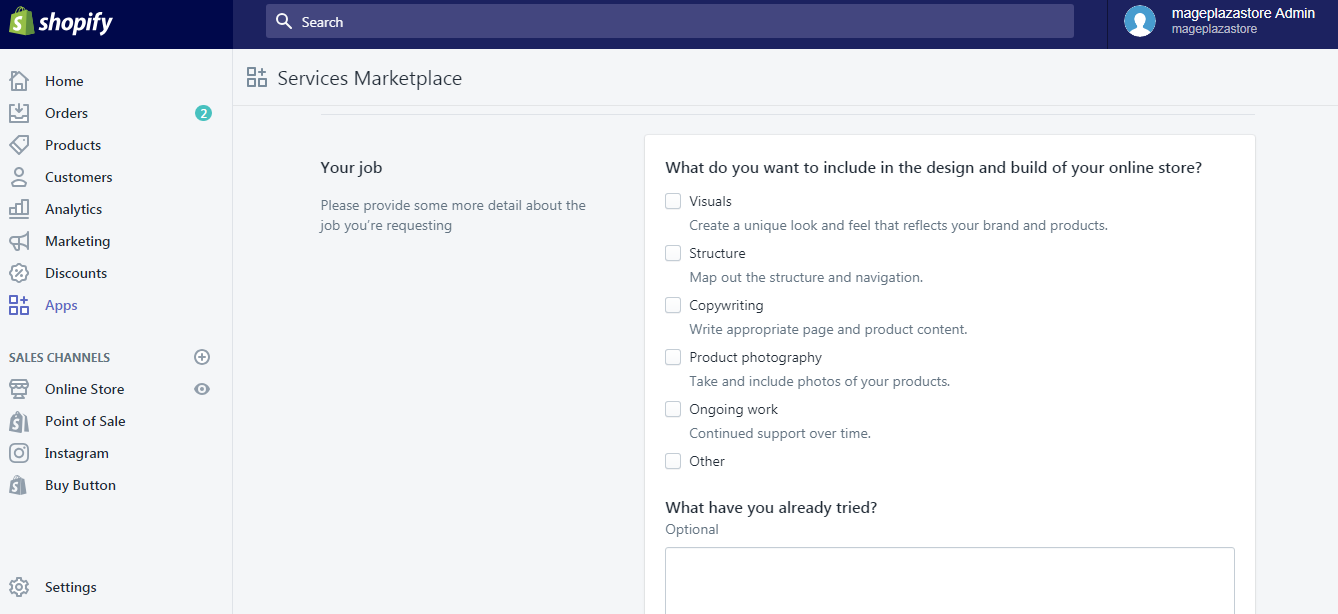 shopify
Search
mageplazastore Admin
mageplazastore
Home
Orders 2
Products
Customers
Analytics
Marketing
Discounts
Apps
SALES CHANNELS
Online Store
Point of Sale
Instagram
Buy Button
Settings
Services Marketplace
Your job
Please provide some more detail about the
job you're requesting
What do you want to include in the design and build of your online store?
Visuals
Create a unique look and feel that reflects your brand and products.
Structure
Map out the structure and navigation.
Copywriting
Write appropriate page and product content.
Product photography
Take and include photos of your products.
Ongoing work
Continued support over time.
Other
What have you already tried?
Optional